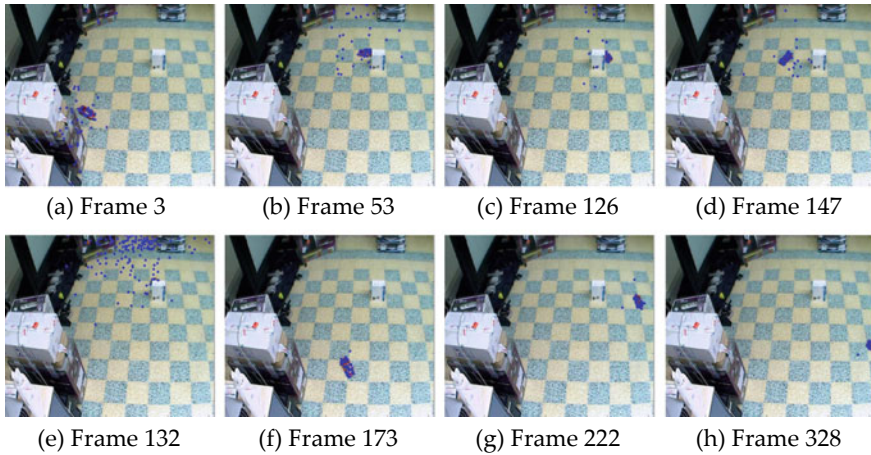 (a) Frame 3
(b) Frame 53
(c) Frame 126
(d) Frame 147
(e) Frame 132
(f) Frame 173
(g) Frame 222
(h) Frame 328